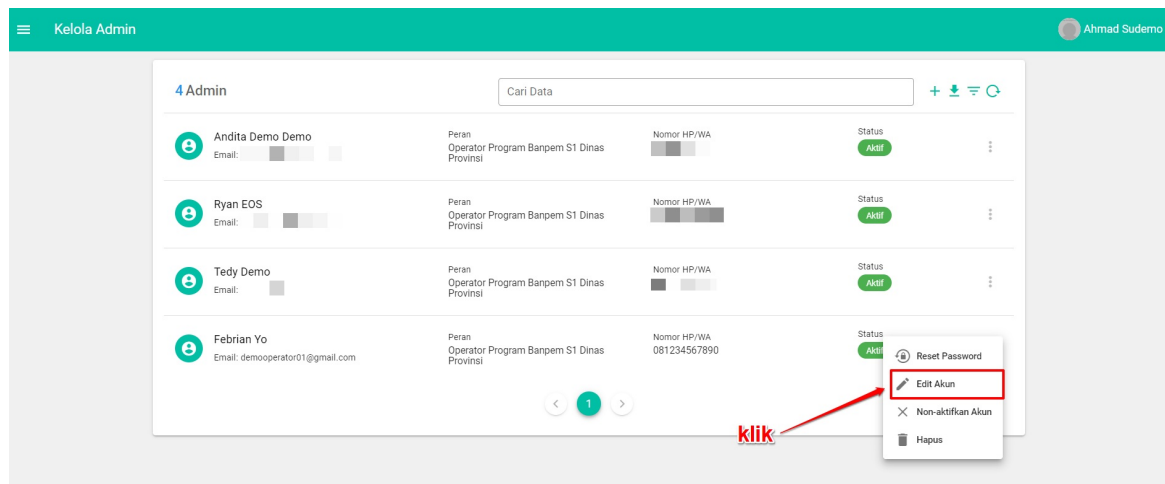 Kelola Admin
Ahmad Sudemo
4 Admin
Cari Data
Andita Demo Demo
Email:
Peran
Operator Program Banpem S1 Dinas
Provinsi
Nomor HP/WA
Status
Aktif
Ryan EOS
Email:
Peran
Operator Program Banpem S1 Dinas
Provinsi
Nomor HP/WA
Status
Aktif
Tedy Demo
Email:
Peran
Operator Program Banpem S1 Dinas
Provinsi
Nomor HP/WA
Status
Aktif
Febrian Yo
Email: demooperator01@gmail.com
Peran
Operator Program Banpem S1 Dinas
Provinsi
Nomor HP/WA
081234567890
Status
Reset Password
Edit Akun
Non-aktifkan Akun
Hapus
1
klik